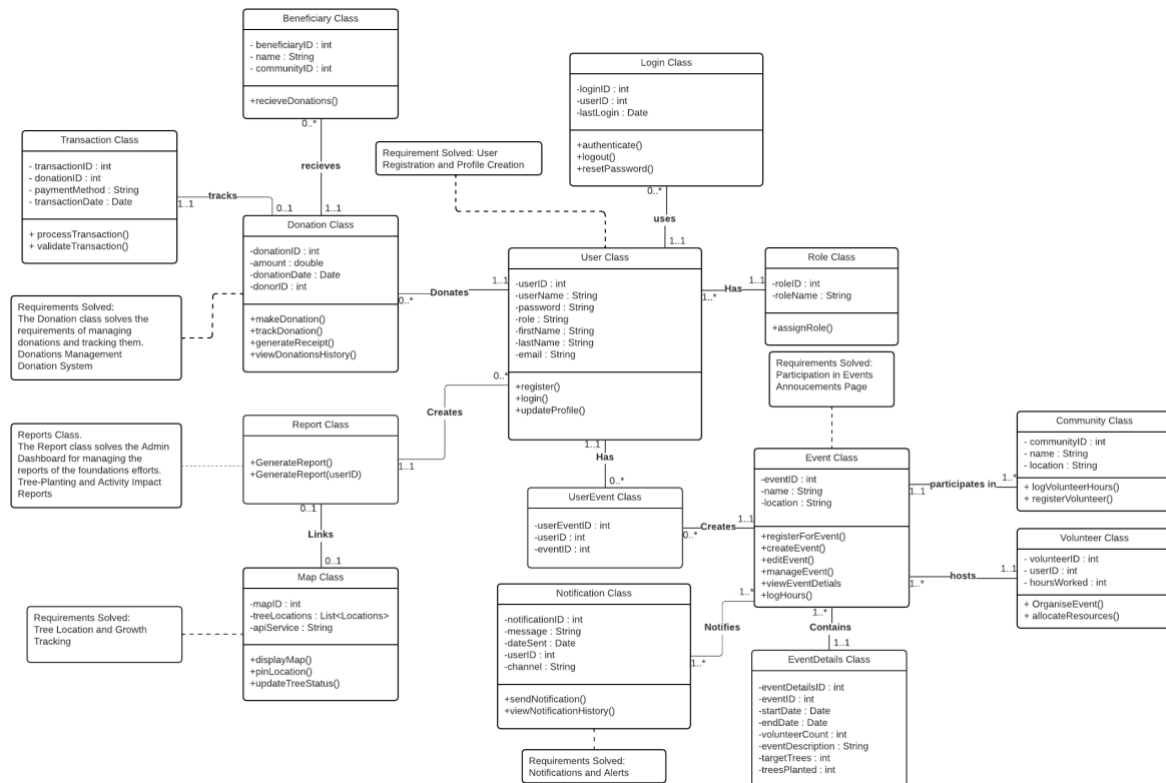 Beneficiary Class
- beneficiaryID : int
- name : String
- communityID : int
+recieveDonations()
0..*
recieves
1..1
Login Class
-loginID : int
-userID : int
-lastLogin : Date
+authenticate()
+logout()
+resetPassword()
0..*
uses
1..1
Transaction Class
- transactionID : int
- donationID : int
- paymentMethod : String
- transactionDate : Date
+ processTransaction()
+ validateTransaction()
1..1
tracks
0..1
Requirement Solved: User
Registration and Profile Creation
Donation Class
-donationID : int
-amount : double
-donationDate : Date
-donorID : int
+makeDonation()
+trackDonation()
+generateReceipt()
+viewDonationsHistory()
0..*
Donates
1..1
User Class
-userID : int
-userName : String
-password : String
-role : String
-firstName : String
-lastName : String
-email : String
+register()
+login()
+updateProfile()
1..*
Has
1..1
Role Class
-roleID : int
-roleName : String
+assignRole()
Requirements Solved:
The Donation class solves the
requirements of managing
donations and tracking them.
Donations Management
Donation System
Requirements Solved:
Participation in Events
Annoucements Page
0..*
Creates
1..1
Reports Class.
The Report class solves the Admin
Dashboard for managing the
reports of the foundations efforts.
Tree-Planting and Activity Impact
Reports
Report Class
+GenerateReport()
+GenerateReport(userID)
0..1
Links
0..1
1..1
Has
0..*
UserEvent Class
-userEventID : int
-userID : int
-eventID : int
0..*
Creates
1..1
Event Class
-eventID : int
-name : String
-location : String
+registerForEvent()
+createEvent()
+editEvent()
+manageEvent()
+viewEventDetials
+logHours()
1..1
participates in
1..*
Community Class
- communityID : int
- name : String
- location : String
+ logVolunteerHours()
+ registerVolunteer()
1..*
hosts
1..1
Volunteer Class
- volunteerID : int
- userID : int
- hoursWorked : int
+ OrganiseEvent()
+ allocateResources()
Requirements Solved:
Tree Location and Growth
Tracking
Map Class
-mapID : int
-treeLocations : List<Locations>
-apiService : String
+displayMap()
+pinLocation()
+updateTreeStatus()
Notification Class
-notificationID : int
-message : String
-dateSent : Date
-userID : int
-channel : String
+sendNotification()
+viewNotificationHistory()
1..*
Notifies
1..*
1..*
Contains
1..1
EventDetails Class
-eventDetailsID : int
-eventID : int
-startDate : Date
-endDate : Date
-volunteerCount : int
-eventDescription : String
-targetTrees : int
-treesPlanted : int
Requirements Solved:
Notifications and Alerts